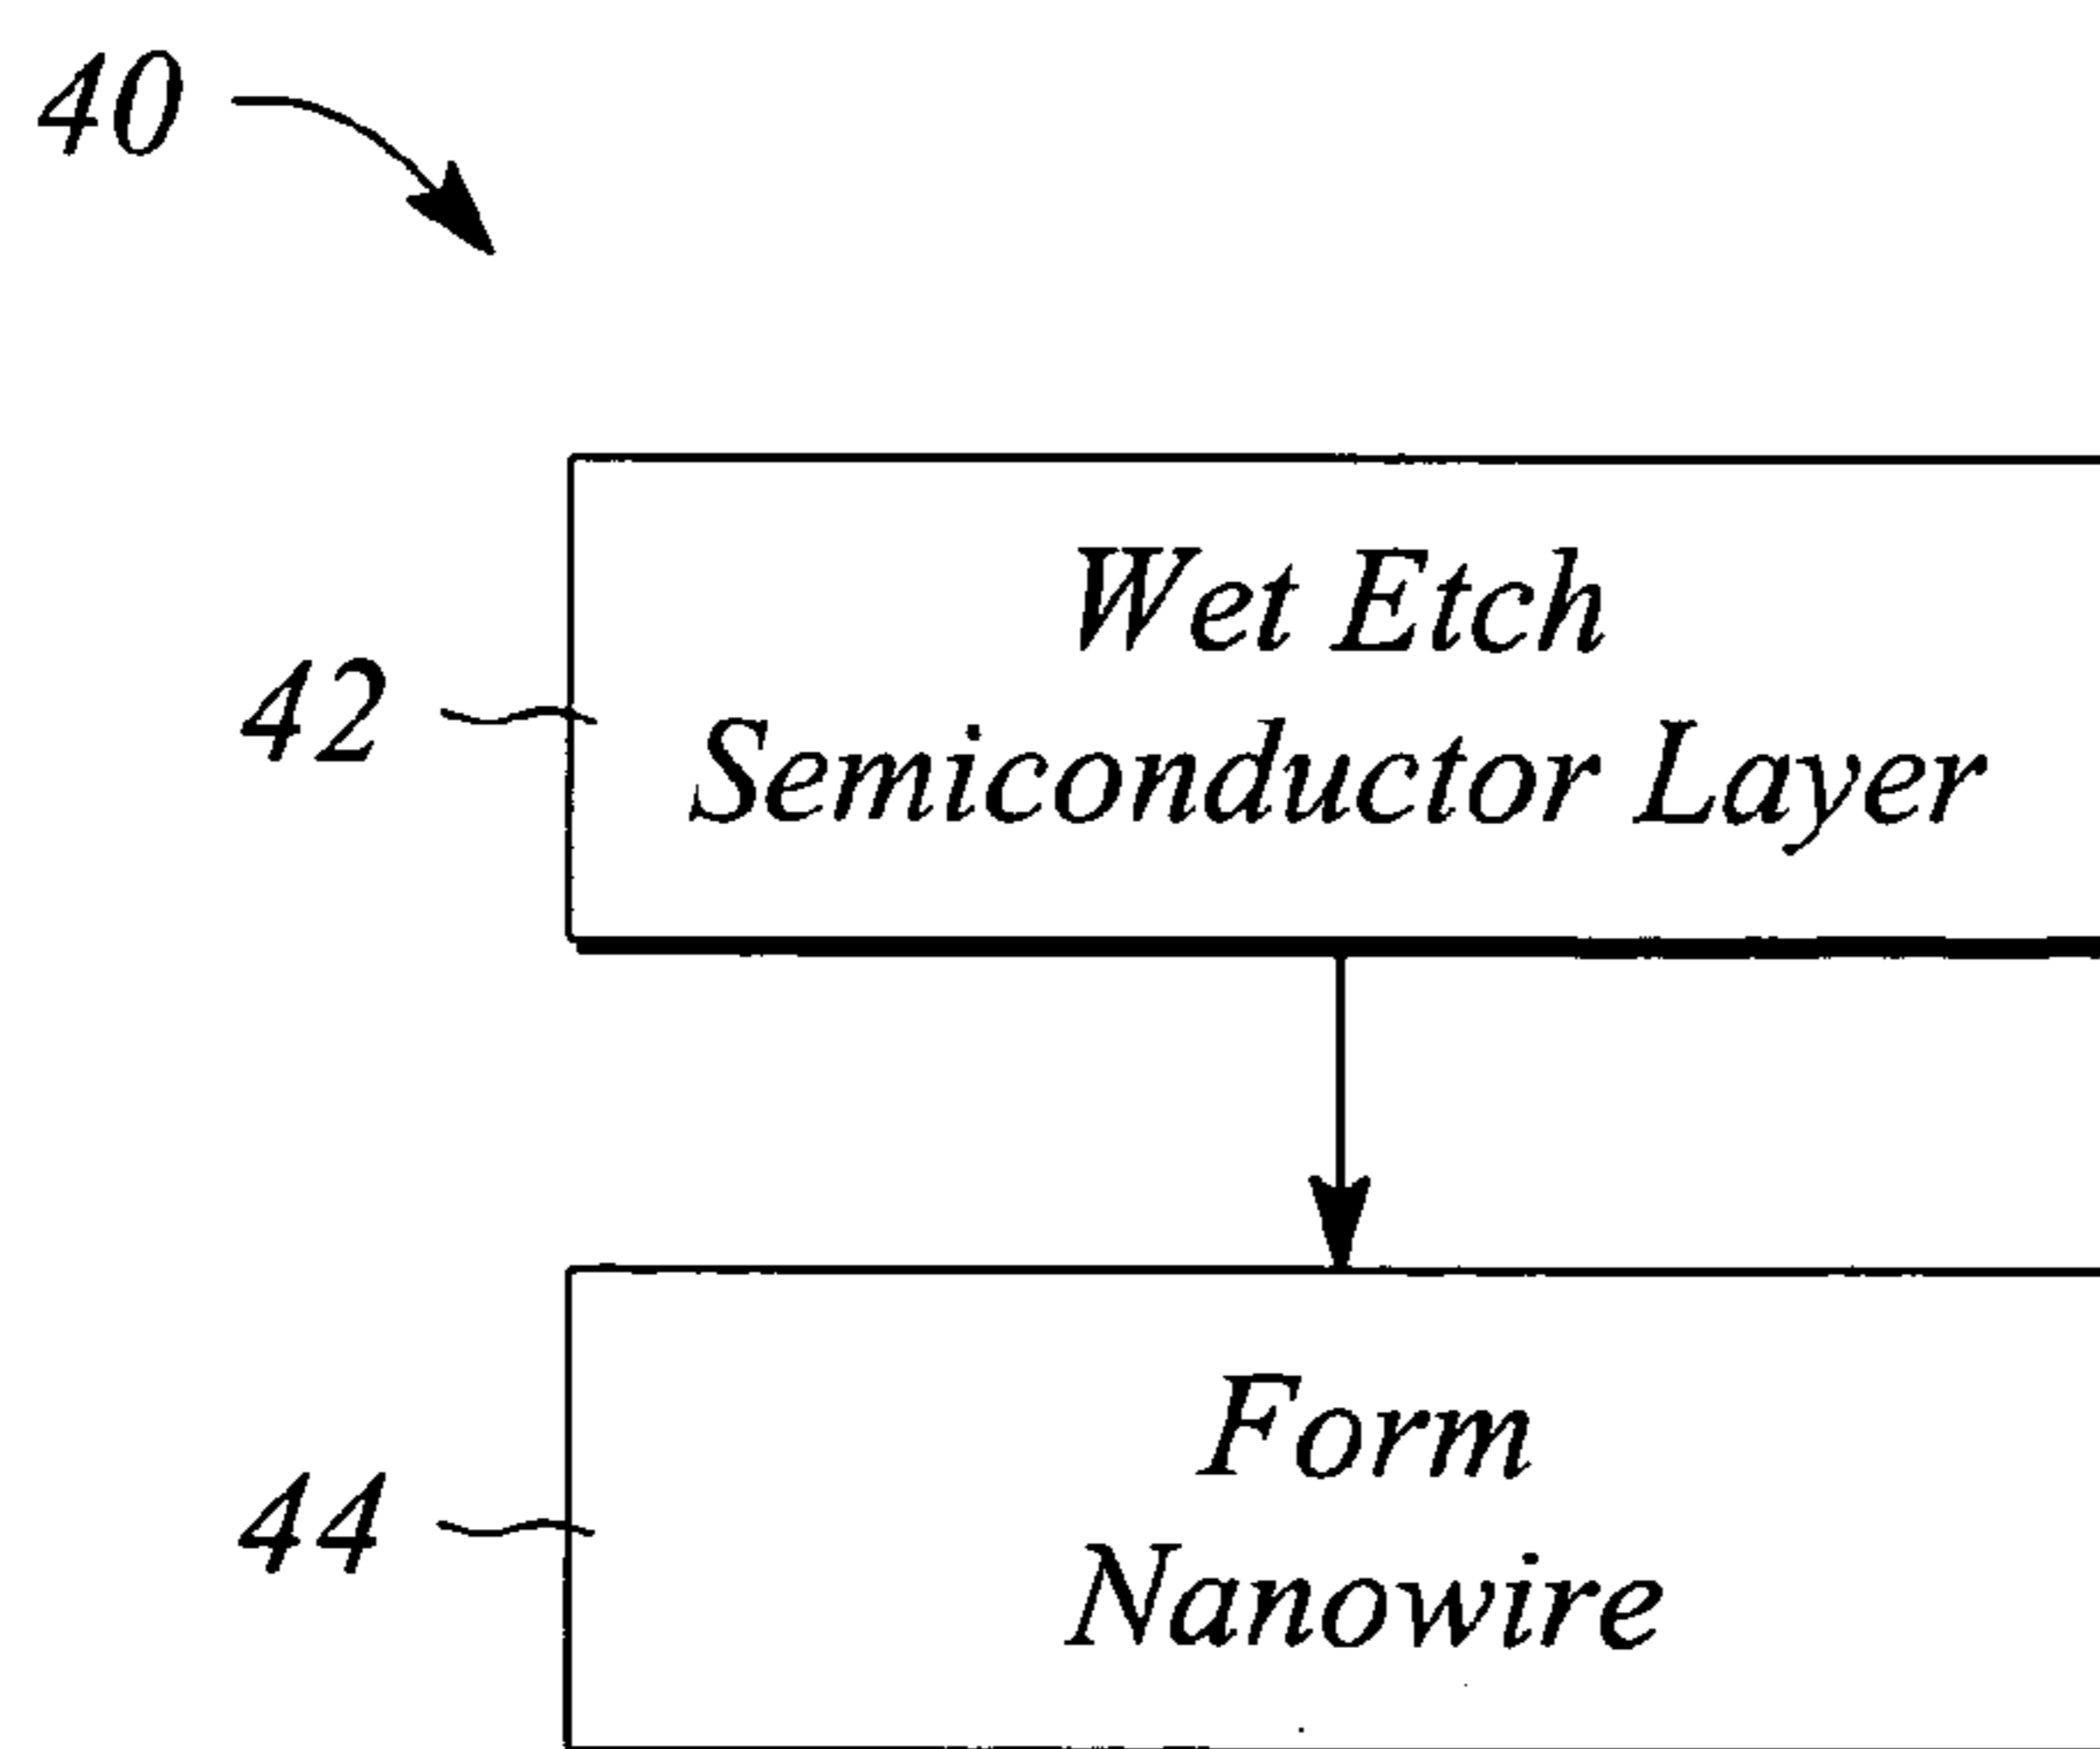 40
42
Wet Etch
Semiconductor Layer
44
Form
Nanowire